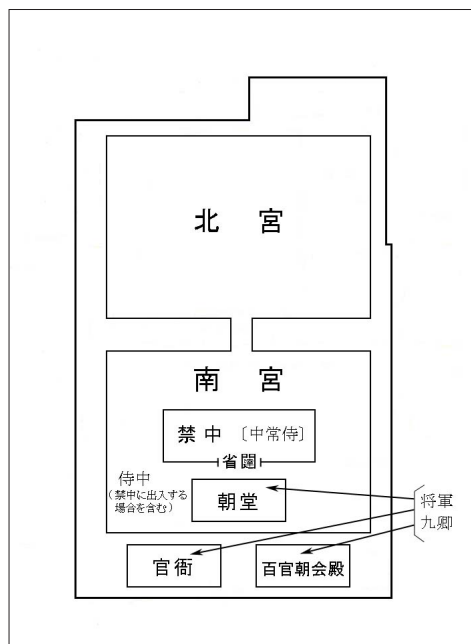 北宮
南宮
禁中〔中常侍〕
省闥
侍中
(禁中に出入する
場合を含む)
朝堂
将軍
九卿
官衙
百官朝会殿